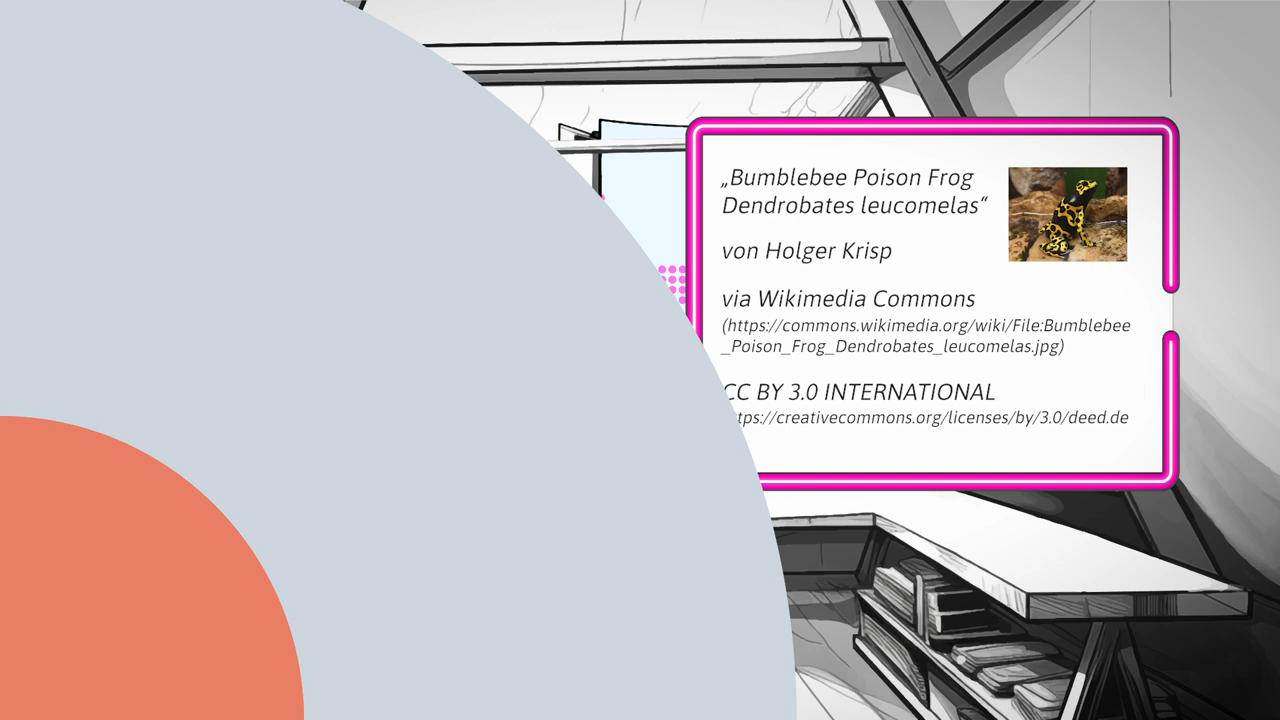 „Bumblebee Poison Frog
Dendrobates leucomelas“
von Holger Krisp
via Wikimedia Commons
(https://commons.wikimedia.org/wiki/File:Bumblebee
_Poison_Frog_Dendrobates_leucomelas.jpg)
CC BY 3.0 INTERNATIONAL
tps://creativecommons.org/licenses/by/3.0/deed.de